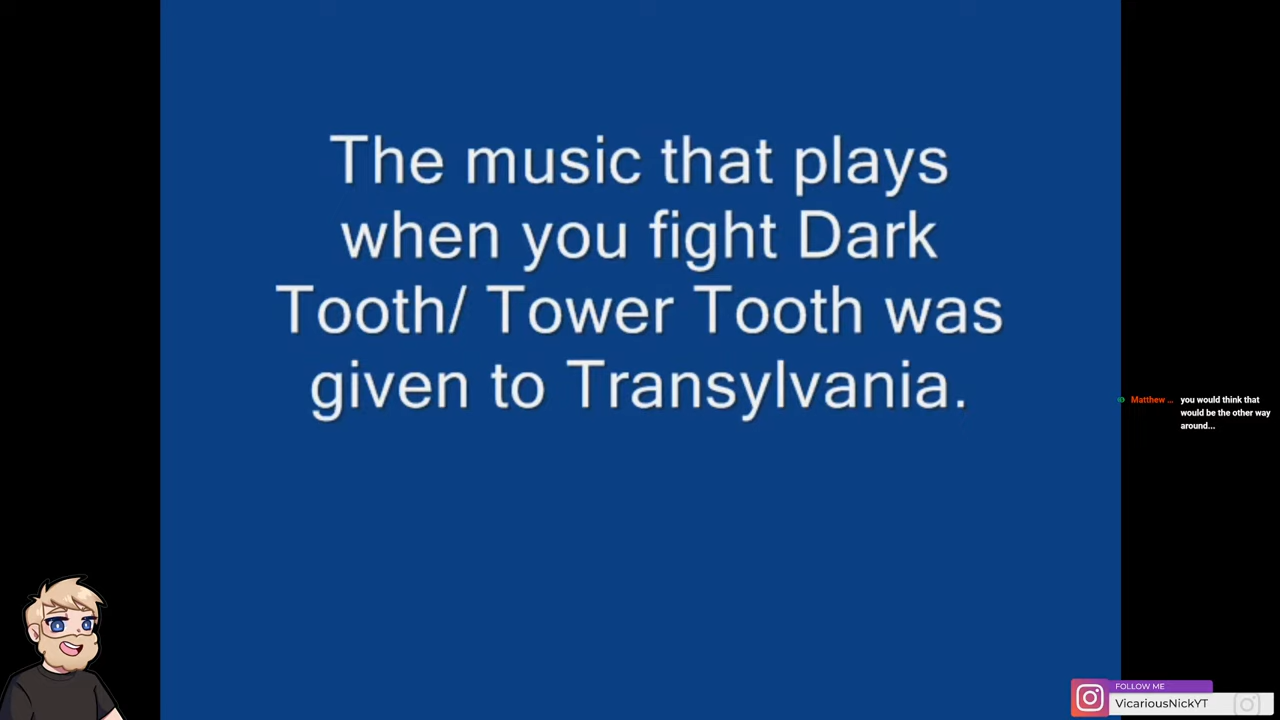 The music that plays
when you fight Dark
Tooth/ Tower Tooth was
given to Transylvania.
Matthew ... you would think that
would be the other way
around...
FOLLOW ME
VicariousNickYT